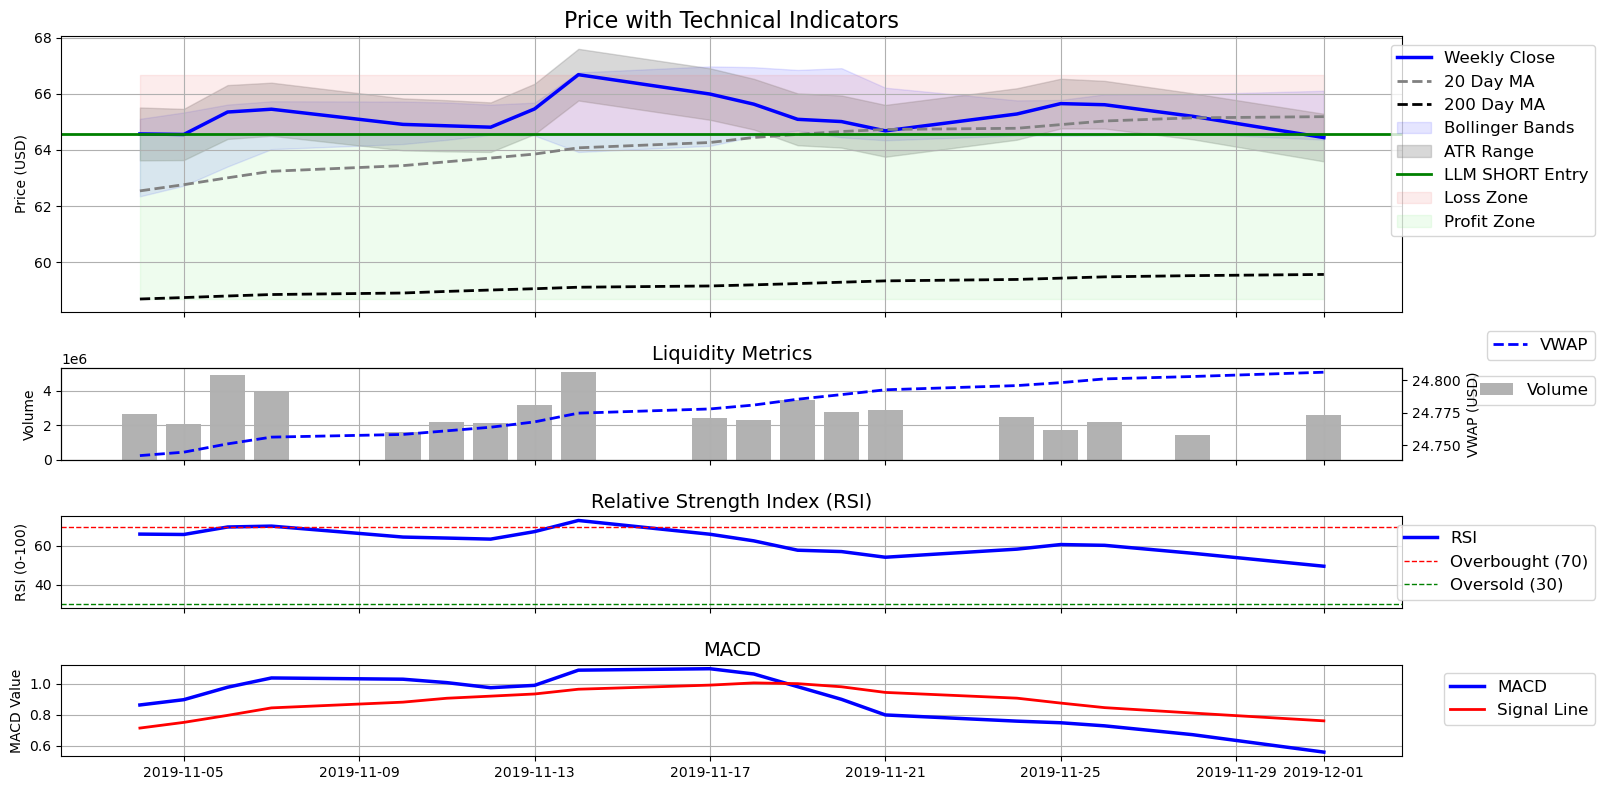 Price with Technical Indicators
68
66
64
62
60
Price (USD)
Weekly Close
20 Day MA
200 Day MA
Bollinger Bands
ATR Range
LLM SHORT Entry
Loss Zone
Profit Zone
Liquidity Metrics
1e6
4
2
0
Volume
24.800
24.775
24.750
VWAP (USD)
VWAP
Volume
Relative Strength Index (RSI)
60
40
RSI (0-100)
RSI
Overbought (70)
Oversold (30)
MACD
1.0
0.8
0.6
MACD Value
MACD
Signal Line
2019-11-05
2019-11-09
2019-11-13
2019-11-17
2019-11-21
2019-11-25
2019-11-29
2019-12-01